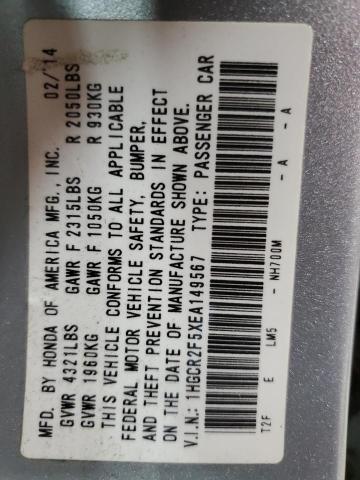 MFD. BY HONDA OF AMERICA MFG., INC. 02/14
GVWR 4321LBS GAWR F 2315LBS R 2050LBS
GVWR 1960KG GAWR F 1050KG R 930KG
THIS VEHICLE CONFORMS TO ALL APPLICABLE
FEDERAL MOTOR VEHICLE SAFETY, BUMPER,
AND THEFT PREVENTION STANDARDS IN EFFECT
ON THE DATE OF MANUFACTURE SHOWN ABOVE.
V.I.N.: 1HGCR2F5XEA149567 TYPE: PASSENGER CAR
T2F E LM5 - NH700M - A - A